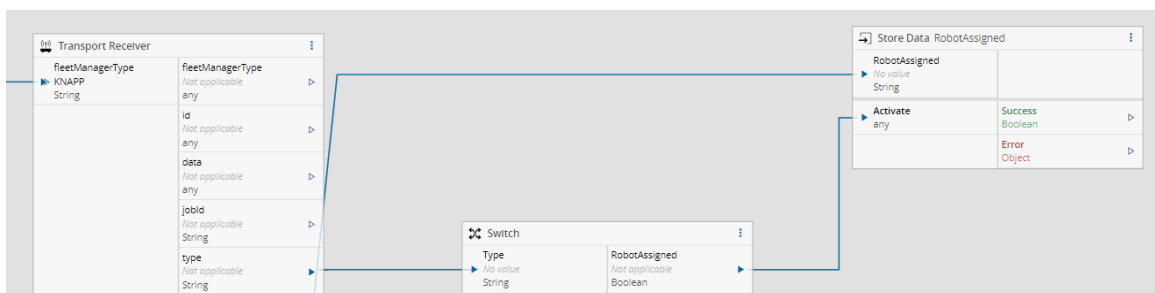 Transport Receiver
fleetManagerType
KNAPP
String
fleetManagerType
Not applicable
any
id
Not applicable
any
data
Not applicable
any
jobId
Not applicable
String
type
Not applicable
String
Switch
Type
No value
String
RobotAssigned
Not applicable
Boolean
Store Data RobotAssigned
RobotAssigned
No value
String
Activate
any
Success
Boolean
Error
Object